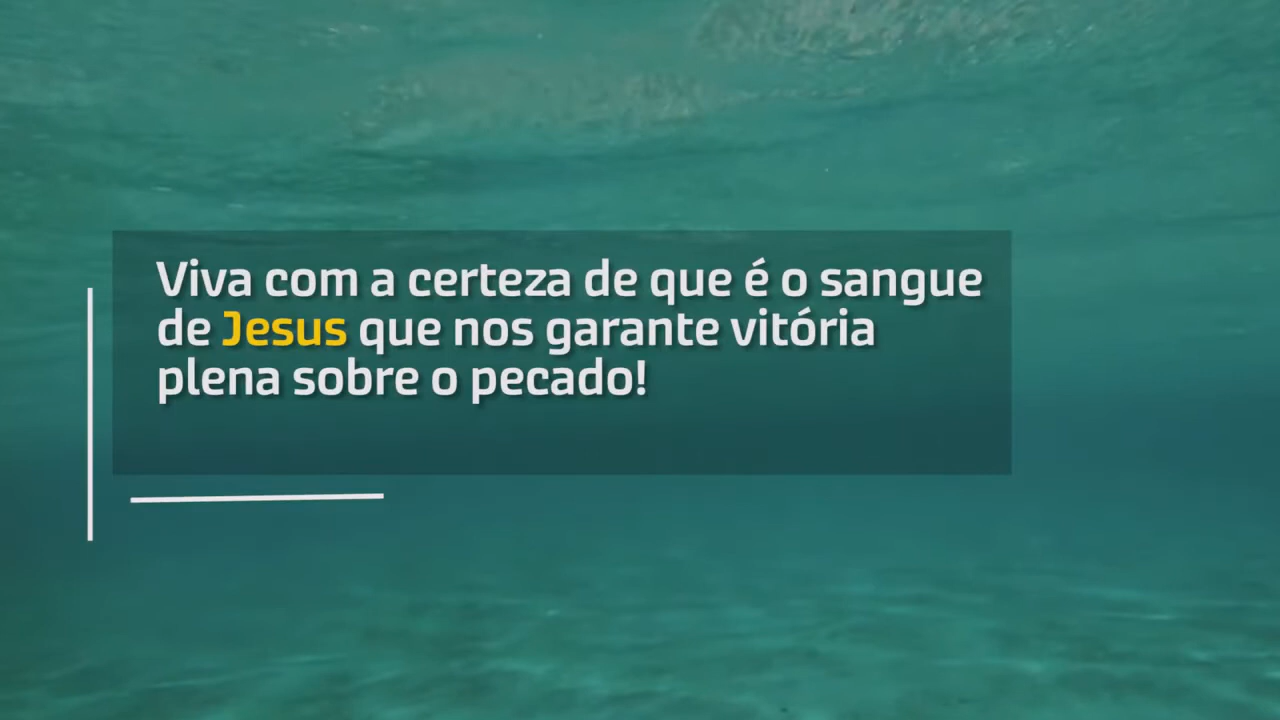 Viva com a certeza de que é o sangue
de Jesus que nos garante vitória
plena sobre o pecado!